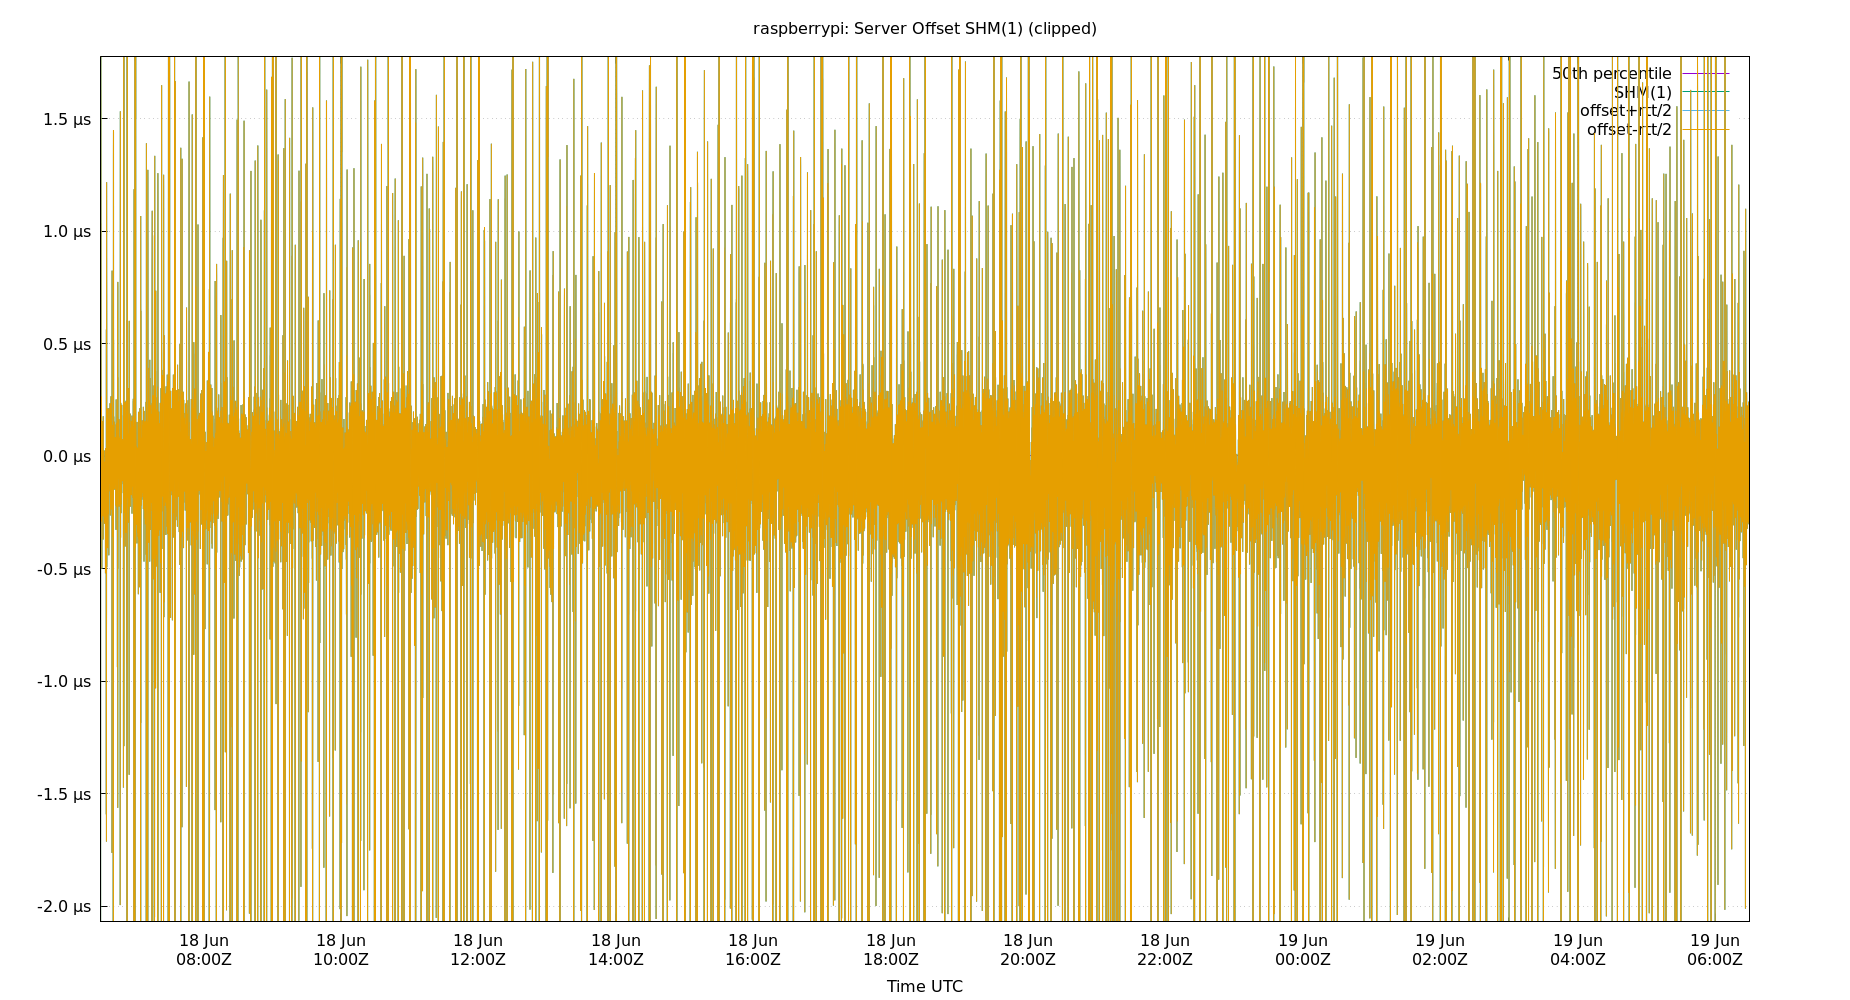 raspberrypi: Server Offset SHM(1) (clipped)
50th percentile
SHM(1)
offset+rtt/2
offset-rtt/2
1.5 µs
1.0 µs
0.5 µs
0.0 µs
-0.5 µs
-1.0 µs
-1.5 µs
-2.0 µs
18 Jun 18 Jun 18 Jun 18 Jun 18 Jun 18 Jun 18 Jun 18 Jun 19 Jun 19 Jun 19 Jun 19 Jun
08:00Z 10:00Z 12:00Z 14:00Z 16:00Z 18:00Z 20:00Z 22:00Z 00:00Z 02:00Z 04:00Z 06:00Z
Time UTC